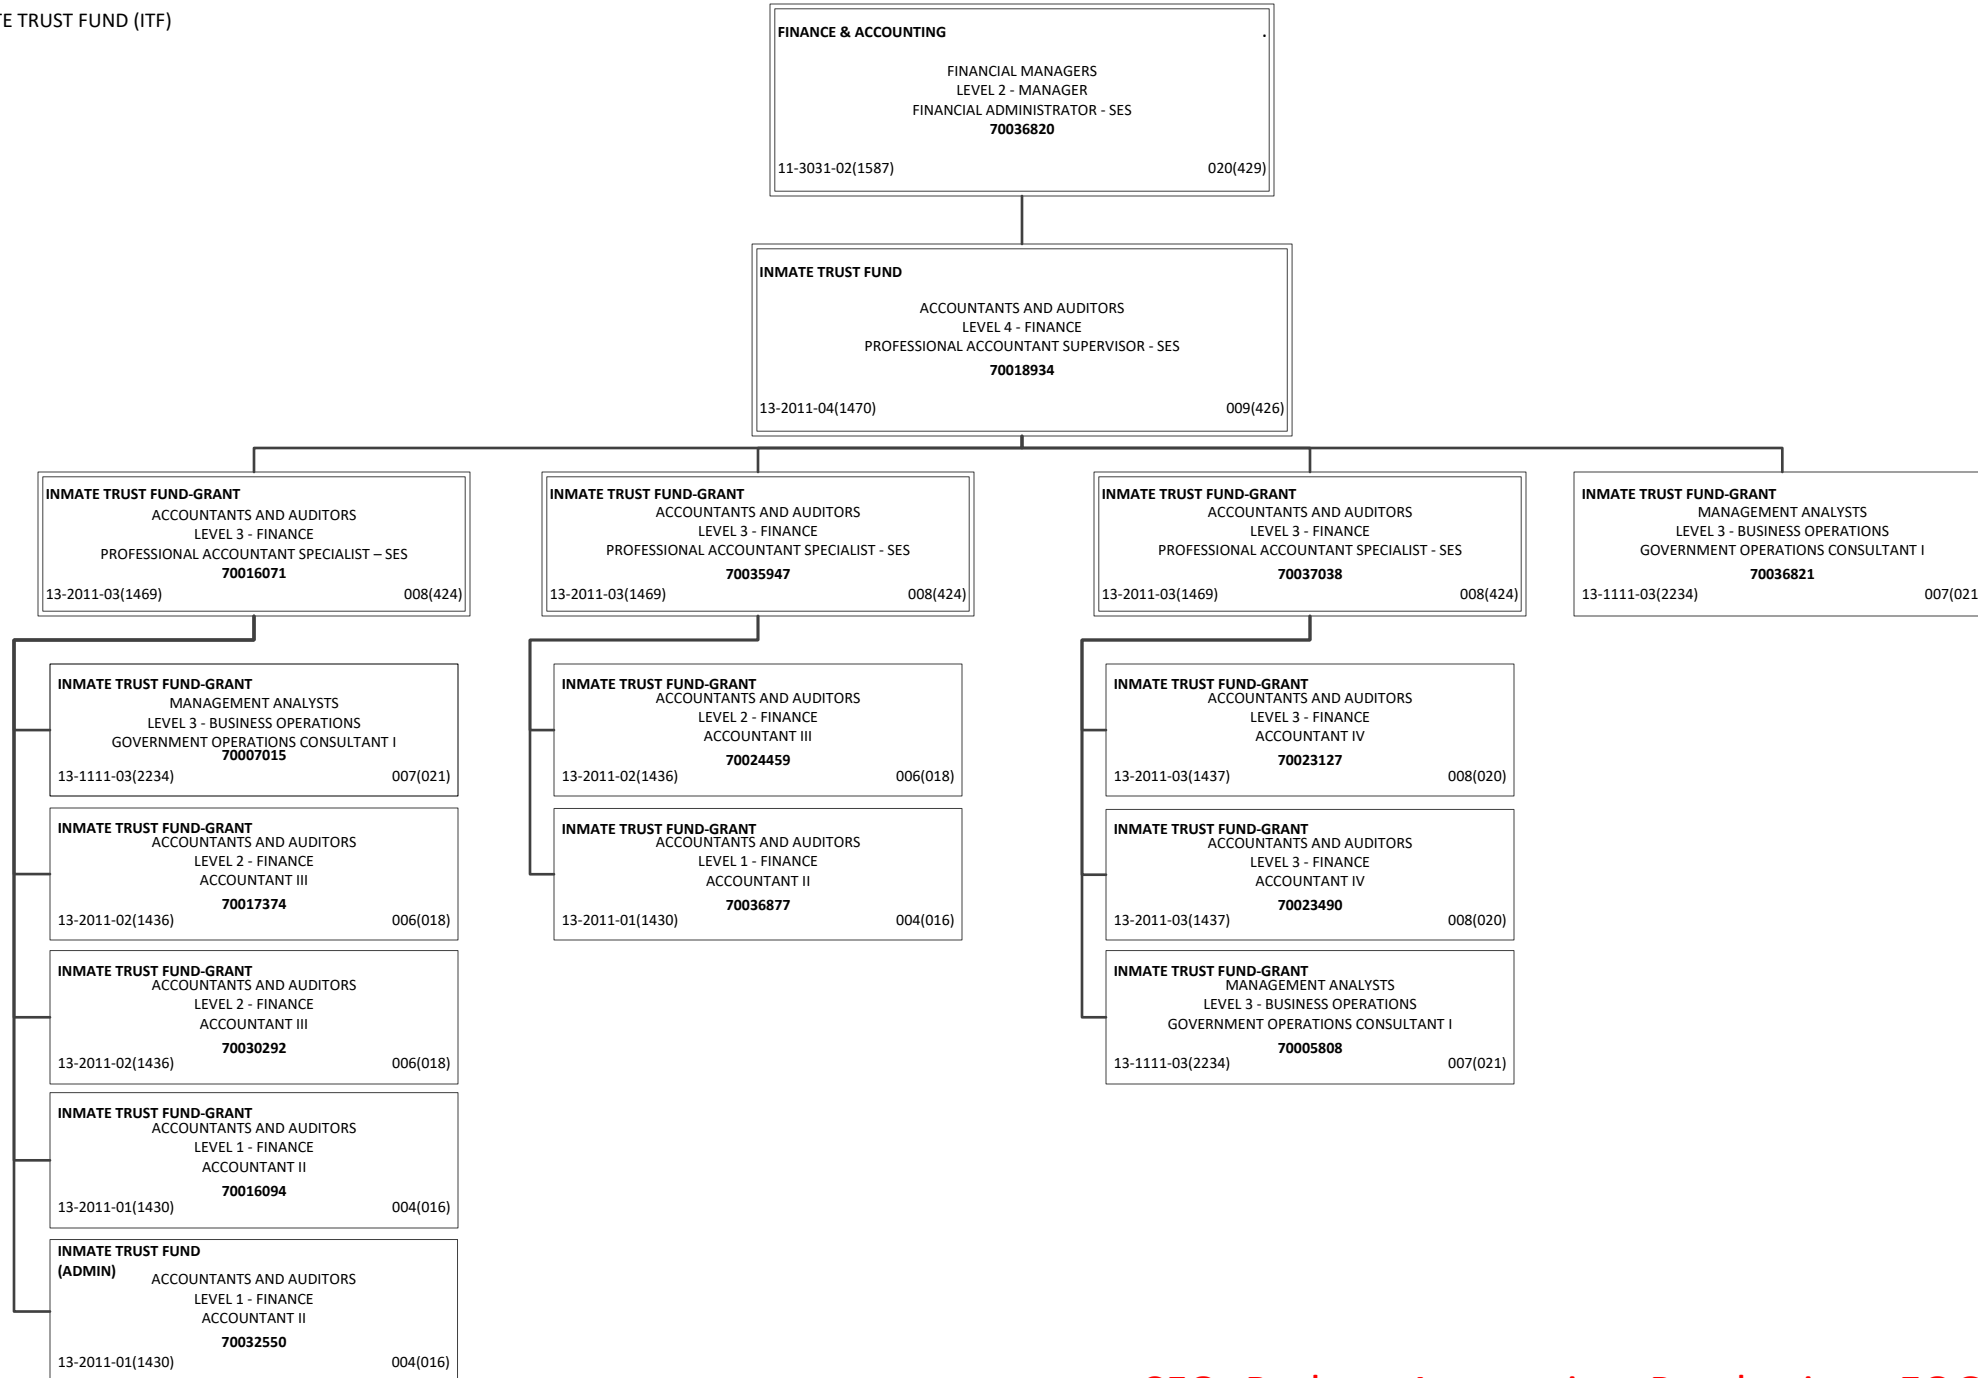 TE TRUST FUND (ITF)
FINANCE & ACCOUNTING .
FINANCIAL MANAGERS
LEVEL 2 - MANAGER
FINANCIAL ADMINISTRATOR - SES
70036820
11-3031-02(1587) 020(429)
INMATE TRUST FUND
ACCOUNTANTS AND AUDITORS
LEVEL 4 - FINANCE
PROFESSIONAL ACCOUNTANT SUPERVISOR - SES
70018934
13-2011-04(1470) 009(426)
INMATE TRUST FUND-GRANT
ACCOUNTANTS AND AUDITORS
LEVEL 3 - FINANCE
PROFESSIONAL ACCOUNTANT SPECIALIST – SES
70016071
13-2011-03(1469) 008(424)
INMATE TRUST FUND-GRANT
ACCOUNTANTS AND AUDITORS
LEVEL 3 - FINANCE
PROFESSIONAL ACCOUNTANT SPECIALIST - SES
70035947
13-2011-03(1469) 008(424)
INMATE TRUST FUND-GRANT
ACCOUNTANTS AND AUDITORS
LEVEL 3 - FINANCE
PROFESSIONAL ACCOUNTANT SPECIALIST - SES
70037038
13-2011-03(1469) 008(424)
INMATE TRUST FUND-GRANT
MANAGEMENT ANALYSTS
LEVEL 3 - BUSINESS OPERATIONS
GOVERNMENT OPERATIONS CONSULTANT I
70036821
13-1111-03(2234) 007(021
INMATE TRUST FUND-GRANT
MANAGEMENT ANALYSTS
LEVEL 3 - BUSINESS OPERATIONS
GOVERNMENT OPERATIONS CONSULTANT I
70007015
13-1111-03(2234) 007(021)
INMATE TRUST FUND-GRANT
ACCOUNTANTS AND AUDITORS
LEVEL 2 - FINANCE
ACCOUNTANT III
70017374
13-2011-02(1436) 006(018)
INMATE TRUST FUND-GRANT
ACCOUNTANTS AND AUDITORS
LEVEL 2 - FINANCE
ACCOUNTANT III
70030292
13-2011-02(1436) 006(018)
INMATE TRUST FUND-GRANT
ACCOUNTANTS AND AUDITORS
LEVEL 1 - FINANCE
ACCOUNTANT II
70016094
13-2011-01(1430) 004(016)
INMATE TRUST FUND
(ADMIN)
ACCOUNTANTS AND AUDITORS
LEVEL 1 - FINANCE
ACCOUNTANT II
70032550
13-2011-01(1430) 004(016)
INMATE TRUST FUND-GRANT
ACCOUNTANTS AND AUDITORS
LEVEL 2 - FINANCE
ACCOUNTANT III
70024459
13-2011-02(1436) 006(018)
INMATE TRUST FUND-GRANT
ACCOUNTANTS AND AUDITORS
LEVEL 1 - FINANCE
ACCOUNTANT II
70036877
13-2011-01(1430) 004(016)
INMATE TRUST FUND-GRANT
ACCOUNTANTS AND AUDITORS
LEVEL 3 - FINANCE
ACCOUNTANT IV
70023127
13-2011-03(1437) 008(020)
INMATE TRUST FUND-GRANT
ACCOUNTANTS AND AUDITORS
LEVEL 3 - FINANCE
ACCOUNTANT IV
70023490
13-2011-03(1437) 008(020)
INMATE TRUST FUND-GRANT
MANAGEMENT ANALYSTS
LEVEL 3 - BUSINESS OPERATIONS
GOVERNMENT OPERATIONS CONSULTANT I
70005808
13-1111-03(2234) 007(021)